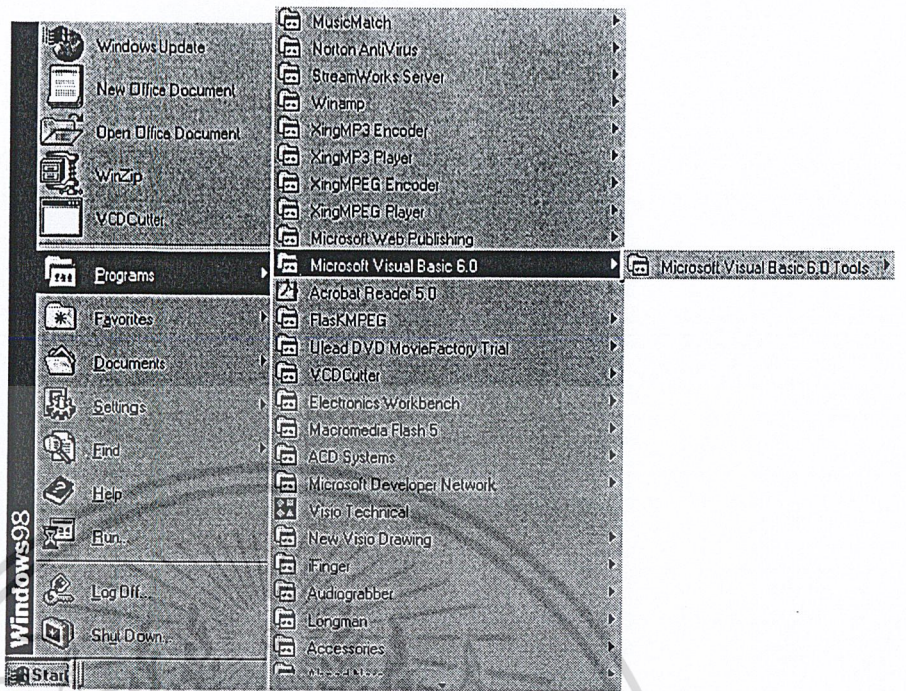 Windows Update
New Office Document
Open Office Document
WinZip
VCDCutter
Programs
Favorites
Documents
Settings
Find
Help
Run...
Log Off...
Shut Down...
Windows98
Start
MusicMatch
Norton AntiVirus
StreamWorks Server
Winamp
XingMP3 Encoder
XingMP3 Player
XingMPEG Encoder
XingMPEG Player
Microsoft Web Publishing
Microsoft Visual Basic 6.0
Acrobat Reader 5.0
FlasKMPEG
Ulead DVD MovieFactory Trial
VCDCutter
Electronics Workbench
Macromedia Flash 5
ACD Systems
Microsoft Developer Network
Visio Technical
New Visio Drawing
iFinger
Audiograbber
Longman
Accessories
Microsoft Visual Basic 6.0 Tools